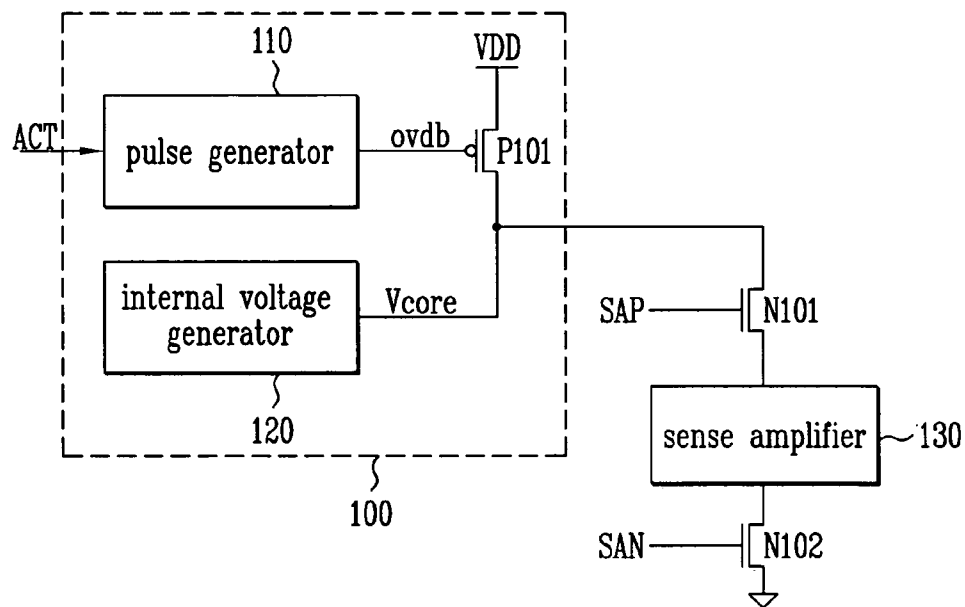 110
VDD
ACT
pulse generator
ovdb
P101
internal voltage
generator
Vcore
SAP
N101
120
sense amplifier
130
100
SAN
N102